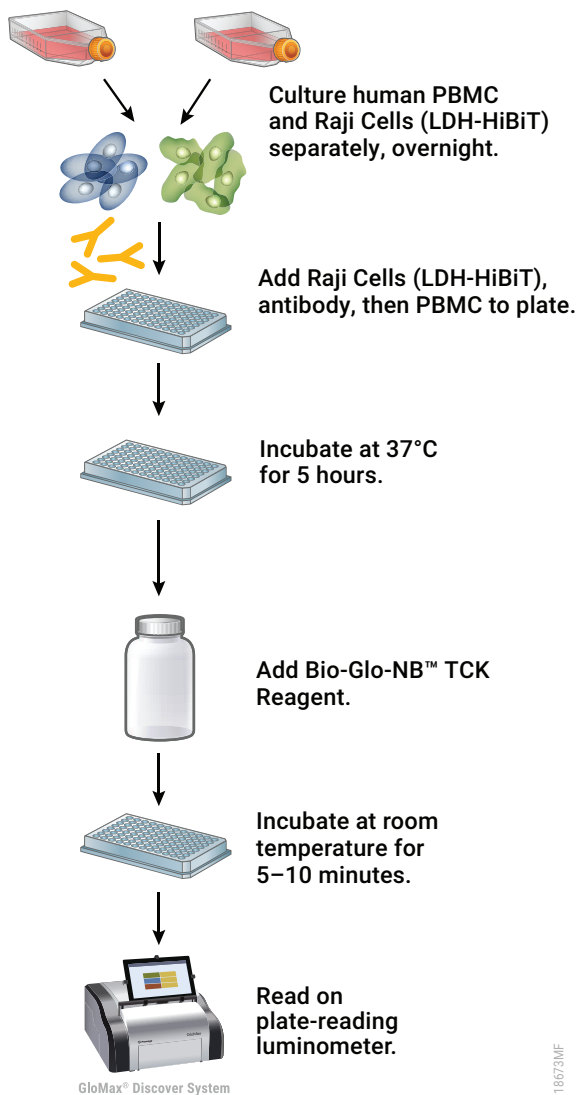 Culture human PBMC
and Raji Cells (LDH-HiBiT)
separately, overnight.
Add Raji Cells (LDH-HiBiT),
antibody, then PBMC to plate.
Incubate at 37°C
for 5 hours.
Add Bio-Glo-NB™ TCK
Reagent.
Incubate at room
temperature for
5–10 minutes.
Read on
plate-reading
luminometer.
GloMax® Discover System
18673MF